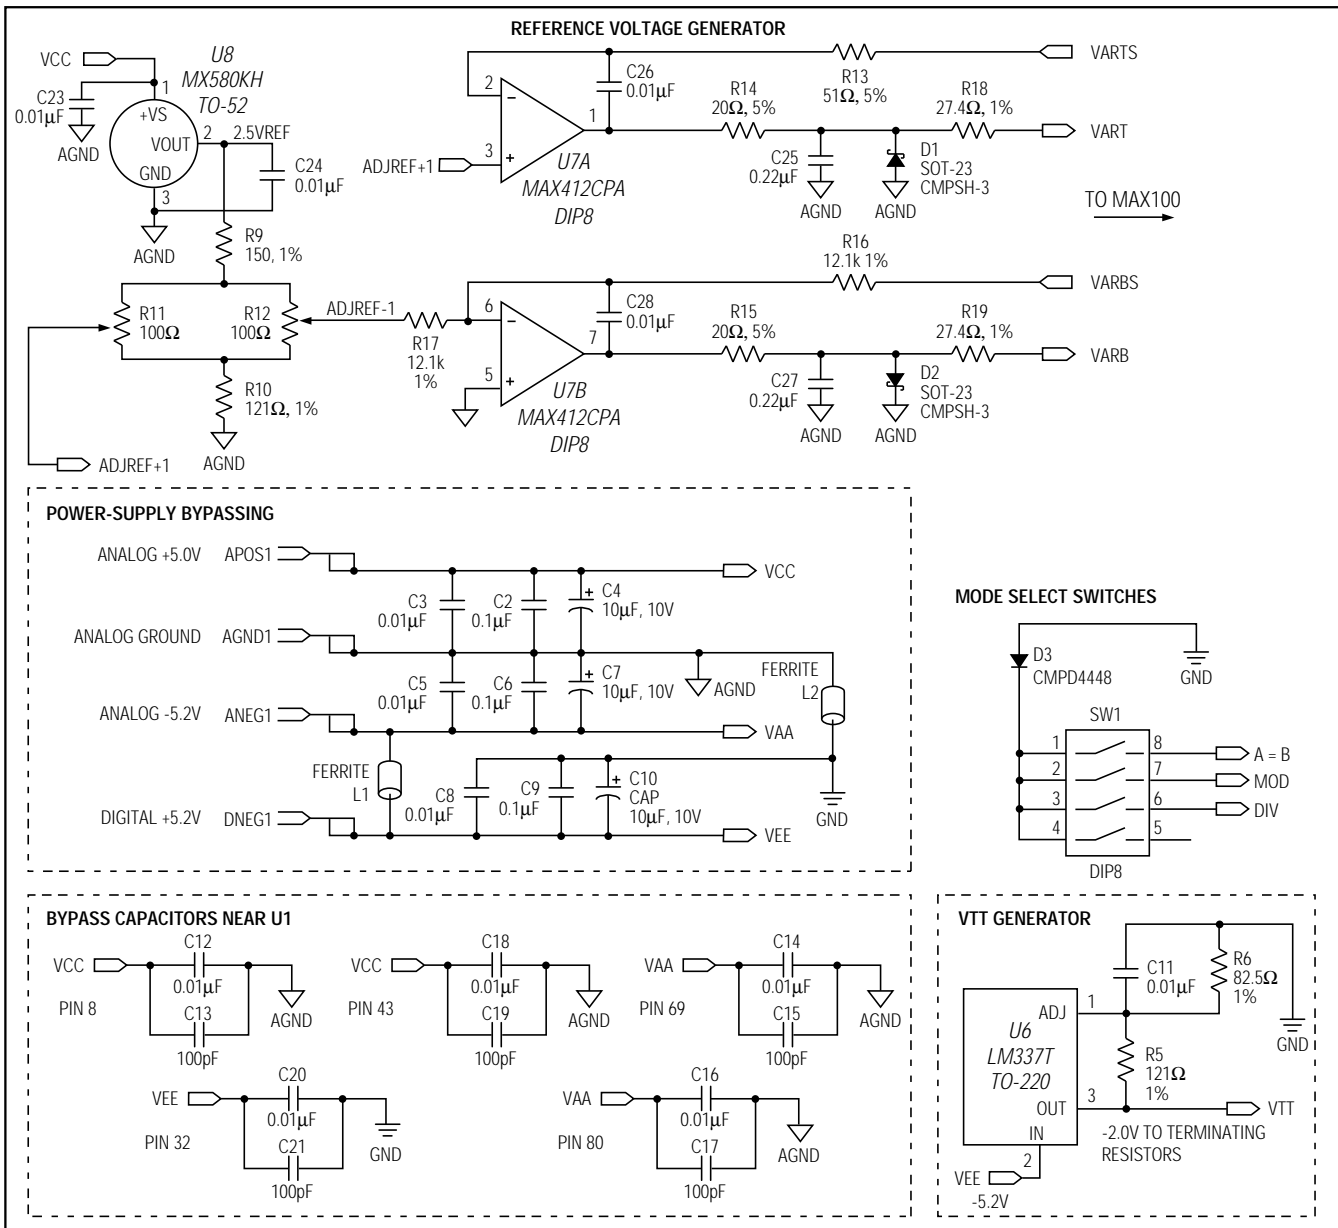 REFERENCE VOLTAGE GENERATOR
VCC
U8
MX580KH
TO-52
C23
0.01µF
AGND
1
+VS
VOUT
GND
2
2.5VREF
3
AGND
C24
0.01µF
R9
150, 1%
R11
100Ω
R12
100Ω
R10
121Ω, 1%
AGND
ADJREF+1
ADJREF-1
2
3
1
ADJREF+1
U7A
MAX412CPA
DIP8
C26
0.01µF
R13
51Ω, 5%
VARTS
R14
20Ω, 5%
R18
27.4Ω, 1%
VART
C25
0.22µF
AGND
D1
SOT-23
CMPSH-3
AGND
TO MAX100
R17
12.1k
1%
6
5
7
U7B
MAX412CPA
DIP8
C28
0.01µF
R16
12.1k 1%
VARBS
R15
20Ω, 5%
R19
27.4Ω, 1%
VARB
C27
0.22µF
AGND
D2
SOT-23
CMPSH-3
AGND
POWER-SUPPLY BYPASSING
ANALOG +5.0V APOS1
VCC
C3
0.01µF
C2
0.1µF
+
C4
10µF, 10V
ANALOG GROUND AGND1
AGND
C5
0.01µF
C6
0.1µF
+
C7
10µF, 10V
FERRITE
L2
ANALOG -5.2V ANEG1
VAA
FERRITE
L1
C8
0.01µF
C9
0.1µF
+
C10
CAP
10µF, 10V
GND
DIGITAL +5.2V DNEG1
VEE
MODE SELECT SWITCHES
D3
CMPD4448
GND
SW1
1 8 A = B
2 7 MOD
3 6 DIV
4 5
DIP8
BYPASS CAPACITORS NEAR U1
VCC
PIN 8
C12
0.01µF
C13
100pF
AGND
VCC
PIN 43
C18
0.01µF
C19
100pF
AGND
VAA
PIN 69
C14
0.01µF
C15
100pF
AGND
VEE
PIN 32
C20
0.01µF
C21
100pF
GND
VAA
PIN 80
C16
0.01µF
C17
100pF
AGND
VTT GENERATOR
C11
0.01µF
R6
82.5Ω
1%
GND
ADJ
1
U6
LM337T
TO-220
R5
121Ω
1%
OUT
3
VTT
IN
2
-2.0V TO TERMINATING
RESISTORS
VEE
-5.2V